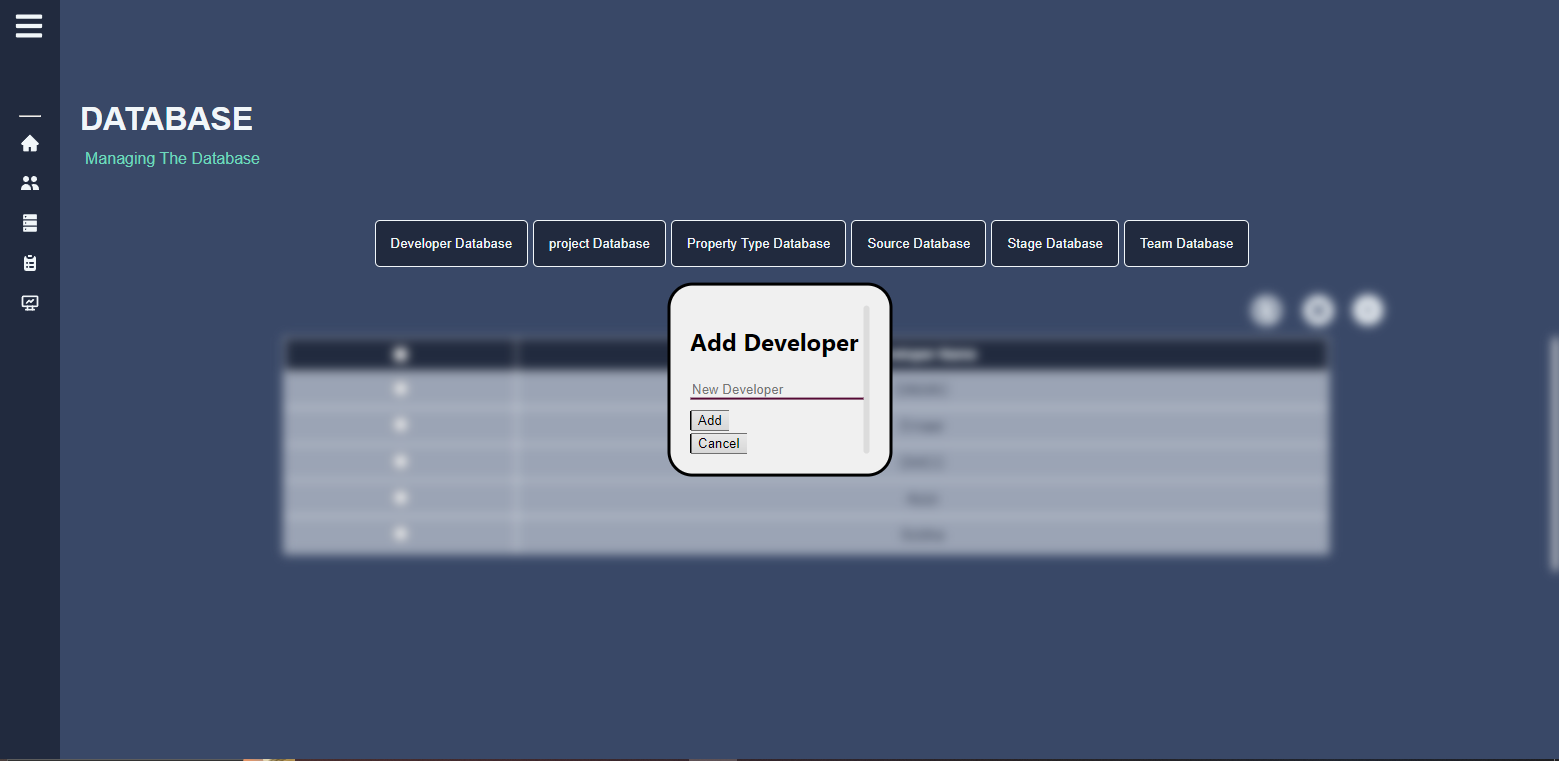 DATABASE
Managing The Database
Developer Database
project Database
Property Type Database
Source Database
Stage Database
Team Database
Add Developer
New Developer
Add
Cancel